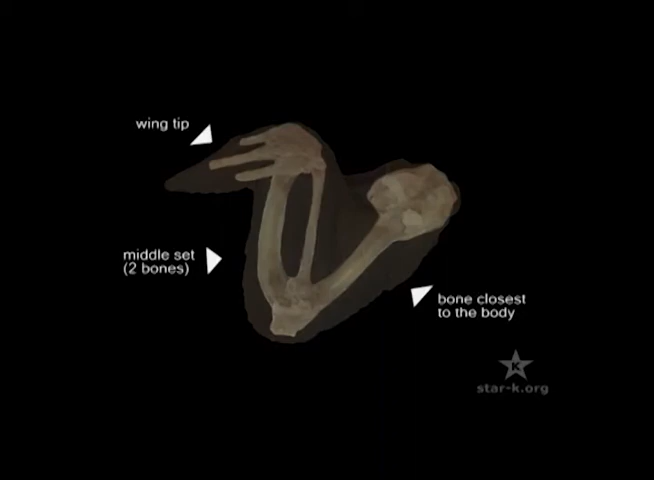 wing tip
middle set
(2 bones)
bone closest
to the body
K
star-k.org